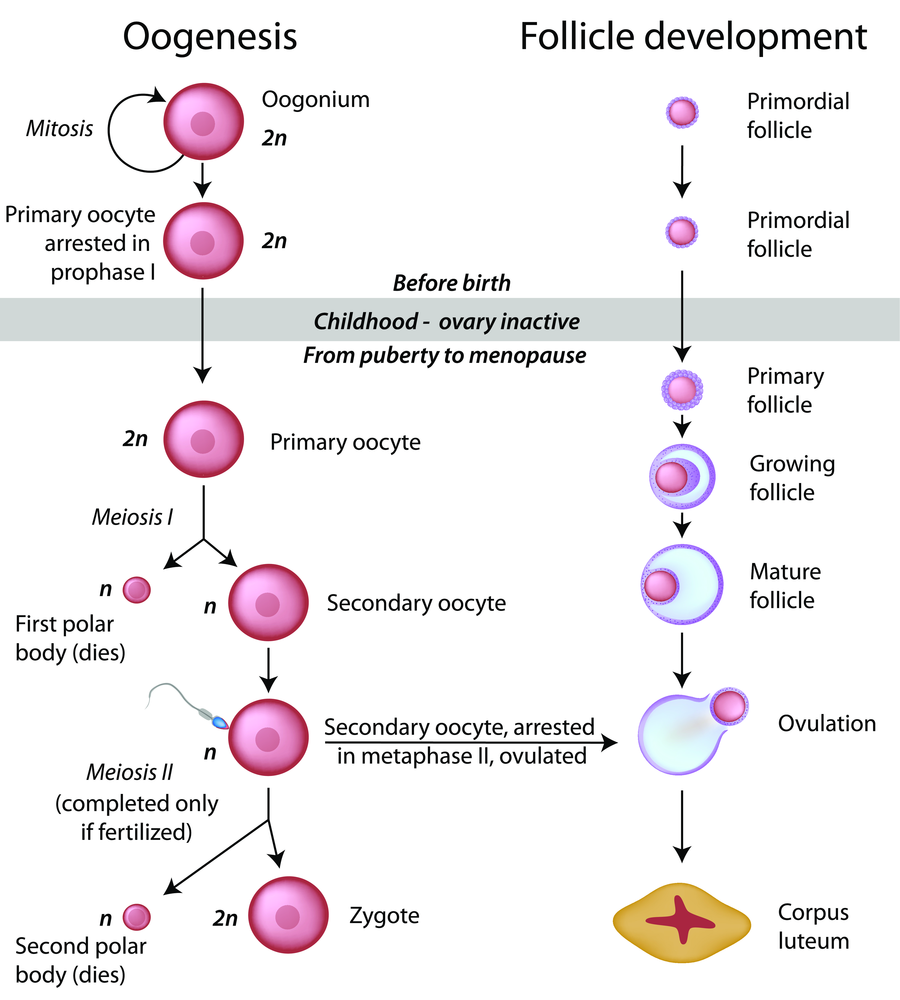 Oogenesis
Follicle development
Oogonium
Mitosis
2n
Primordial
follicle
Primary oocyte
arrested in
prophase I
2n
Primordial
follicle
Before birth
Childhood - ovary inactive
From puberty to menopause
Primary
follicle
2n
Primary oocyte
Growing
follicle
Meiosis I
Mature
follicle
n
First polar
body (dies)
n
Secondary oocyte
Secondary oocyte, arrested
in metaphase II, ovulated
Ovulation
n
Meiosis II
(completed only
if fertilized)
n
Second polar
body (dies)
2n
Zygote
Corpus
luteum